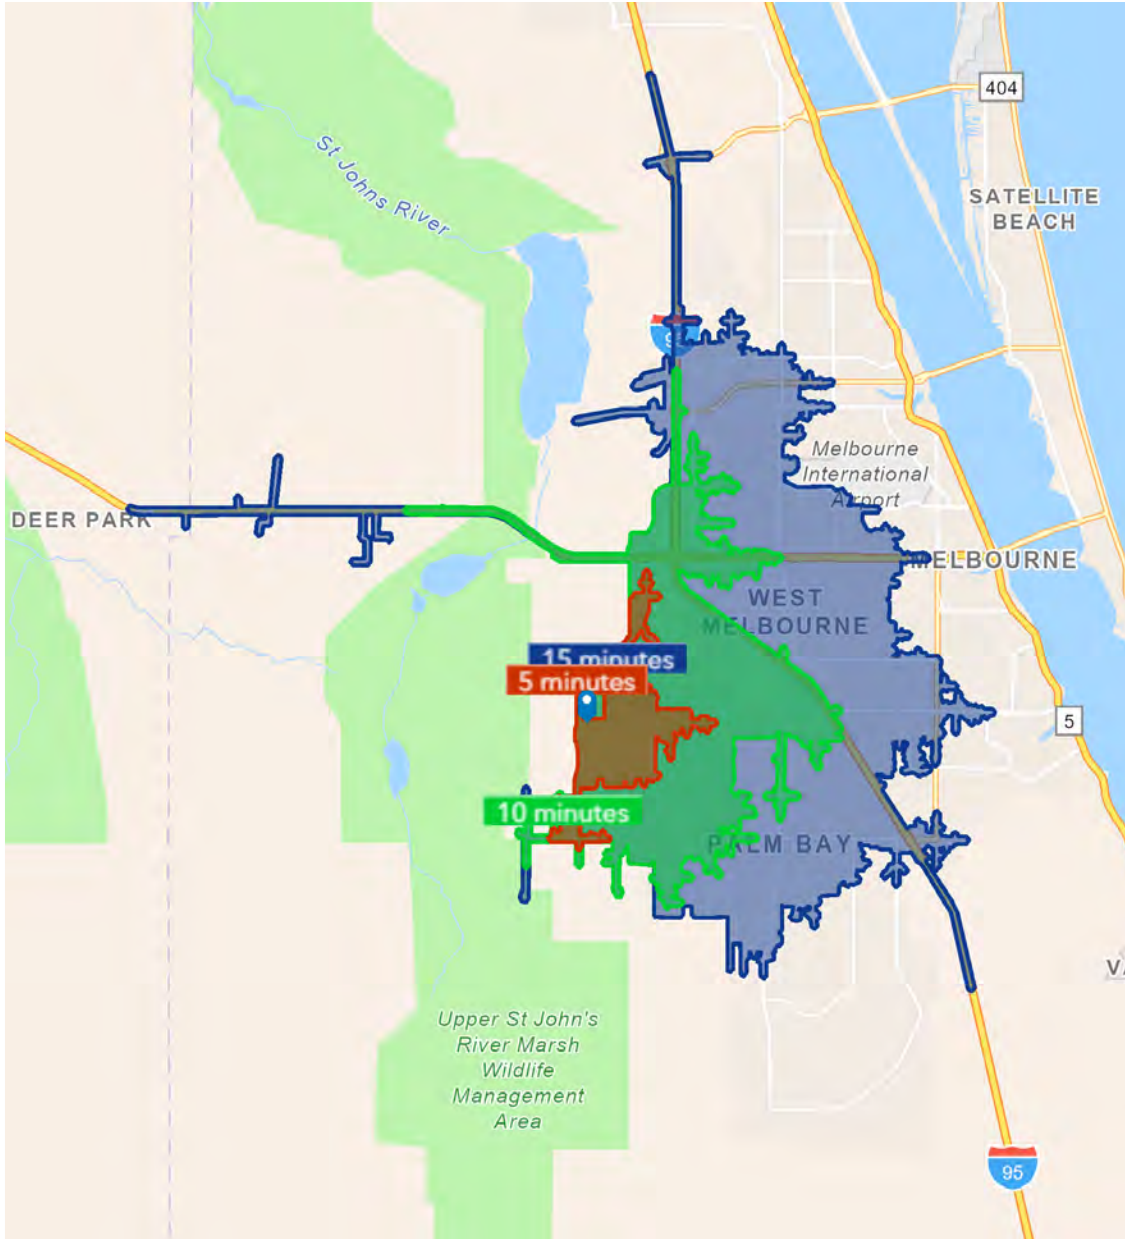 404
St Johns River
SATELLITE
BEACH
Melbourne
International
Airport
DEER PARK
MELBOURNE
WEST
MELBOURNE
15 minutes
5 minutes
5
10 minutes
PALM BAY
Upper St John's
River Marsh
Wildlife
Management
Area
95